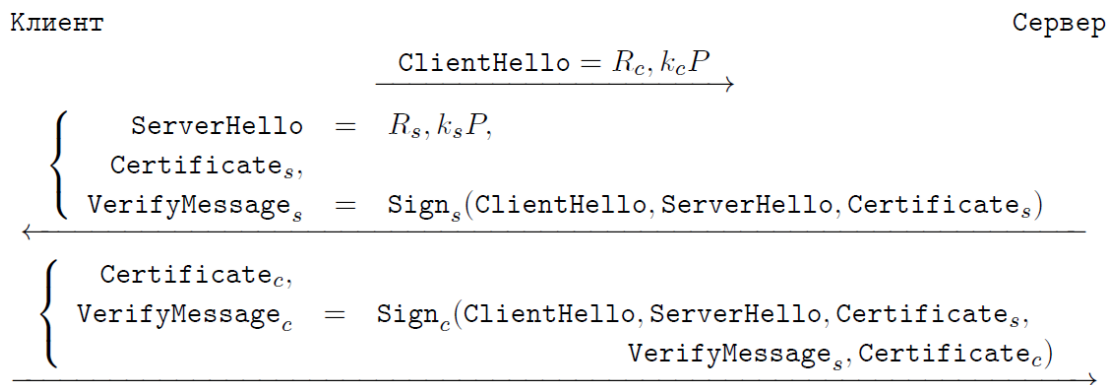 Клиент Сервер
ClientHello = R_c, k_cP
ServerHello = R_s, k_sP,
Certificate_s,
VerifyMessage_s = Sign_s(ClientHello, ServerHello, Certificate_s)
Certificate_c,
VerifyMessage_c = Sign_c(ClientHello, ServerHello, Certificate_s,
VerifyMessage_s, Certificate_c)